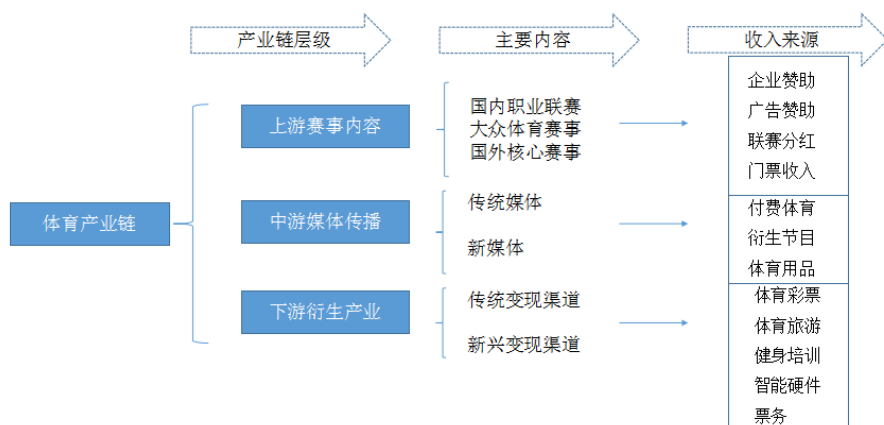 产业链层级
主要内容
收入来源
体育产业链
上游赛事内容
国内职业联赛
大众体育赛事
国外核心赛事
企业赞助
广告赞助
联赛分红
门票收入
中游媒体传播
传统媒体
新媒体
付费体育
衍生节目
体育用品
下游衍生产业
传统变现渠道
新兴变现渠道
体育彩票
体育旅游
健身培训
智能硬件
票务